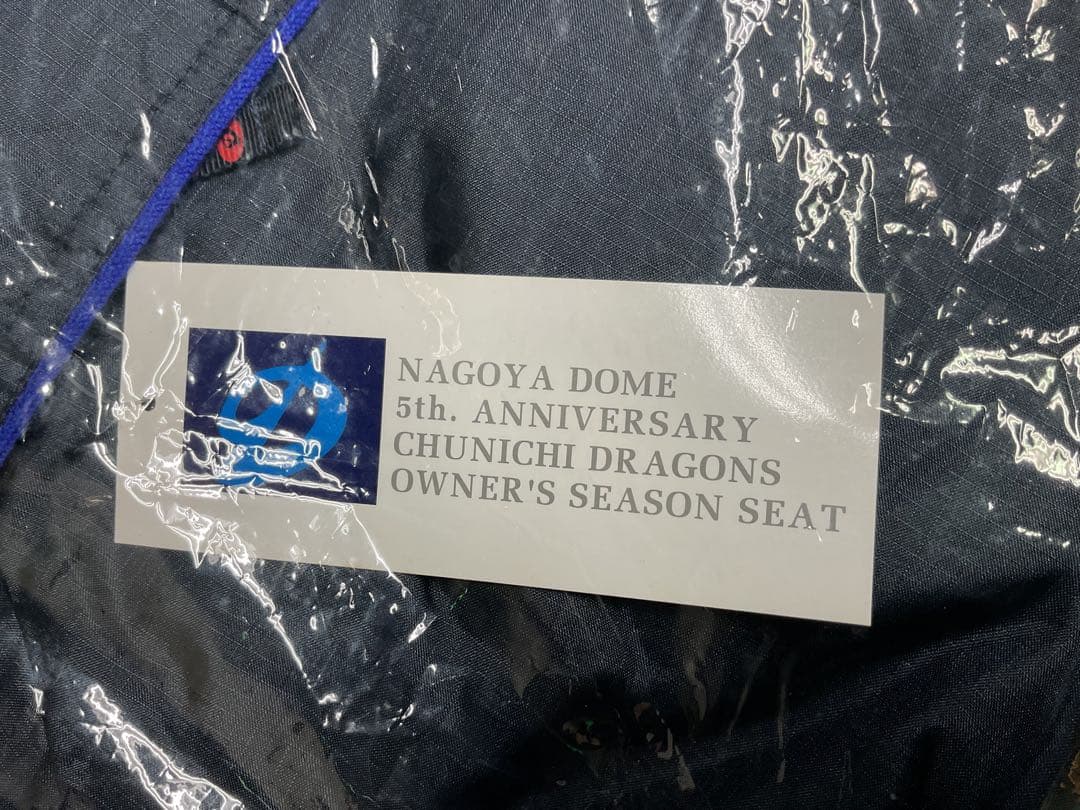 NAGOYA DOME
5th. ANNIVERSARY
CHUNICHI DRAGONS
OWNER'S SEASON SEAT